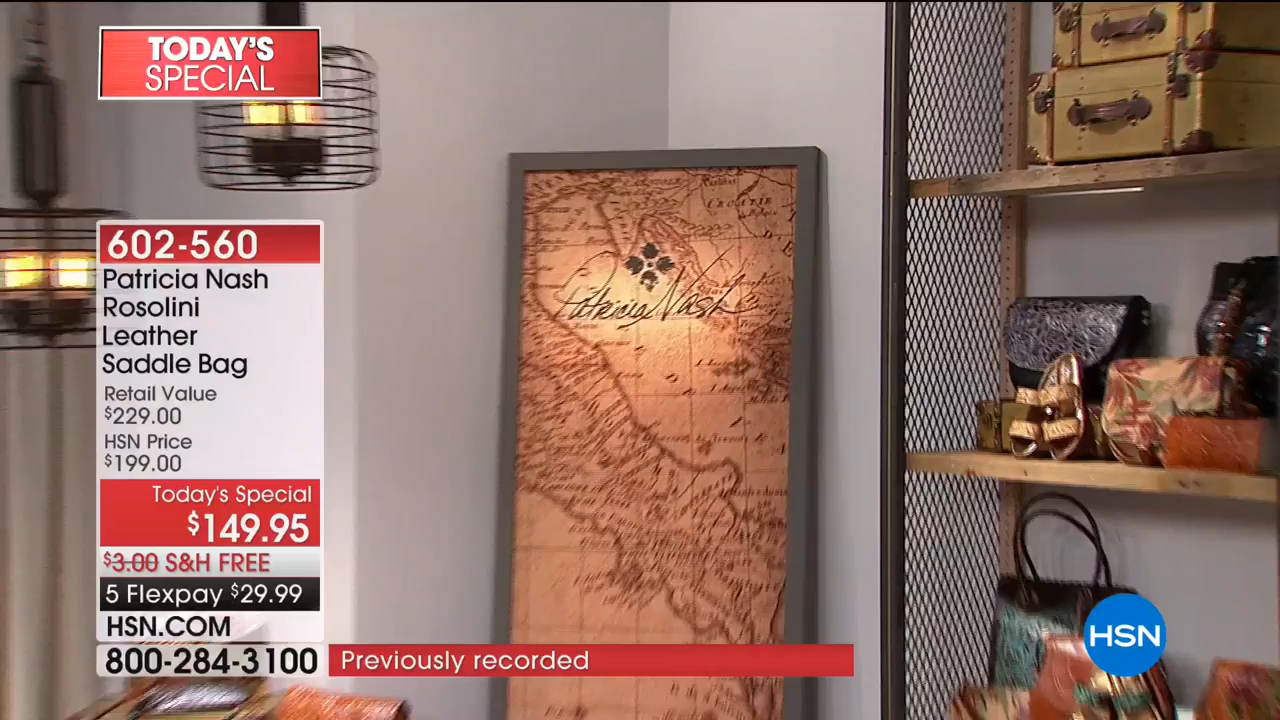 TODAY'S
SPECIAL
602-560
Patricia Nash
Rosolini
Leather
Saddle Bag
Retail Value
$229.00
HSN Price
$199.00
Today's Special
$149.95
$3.00 S&H FREE
5 Flexpay $29.99
HSN.COM
800-284-3100
Previously recorded
HSN
CROATIE
Patricia Nash